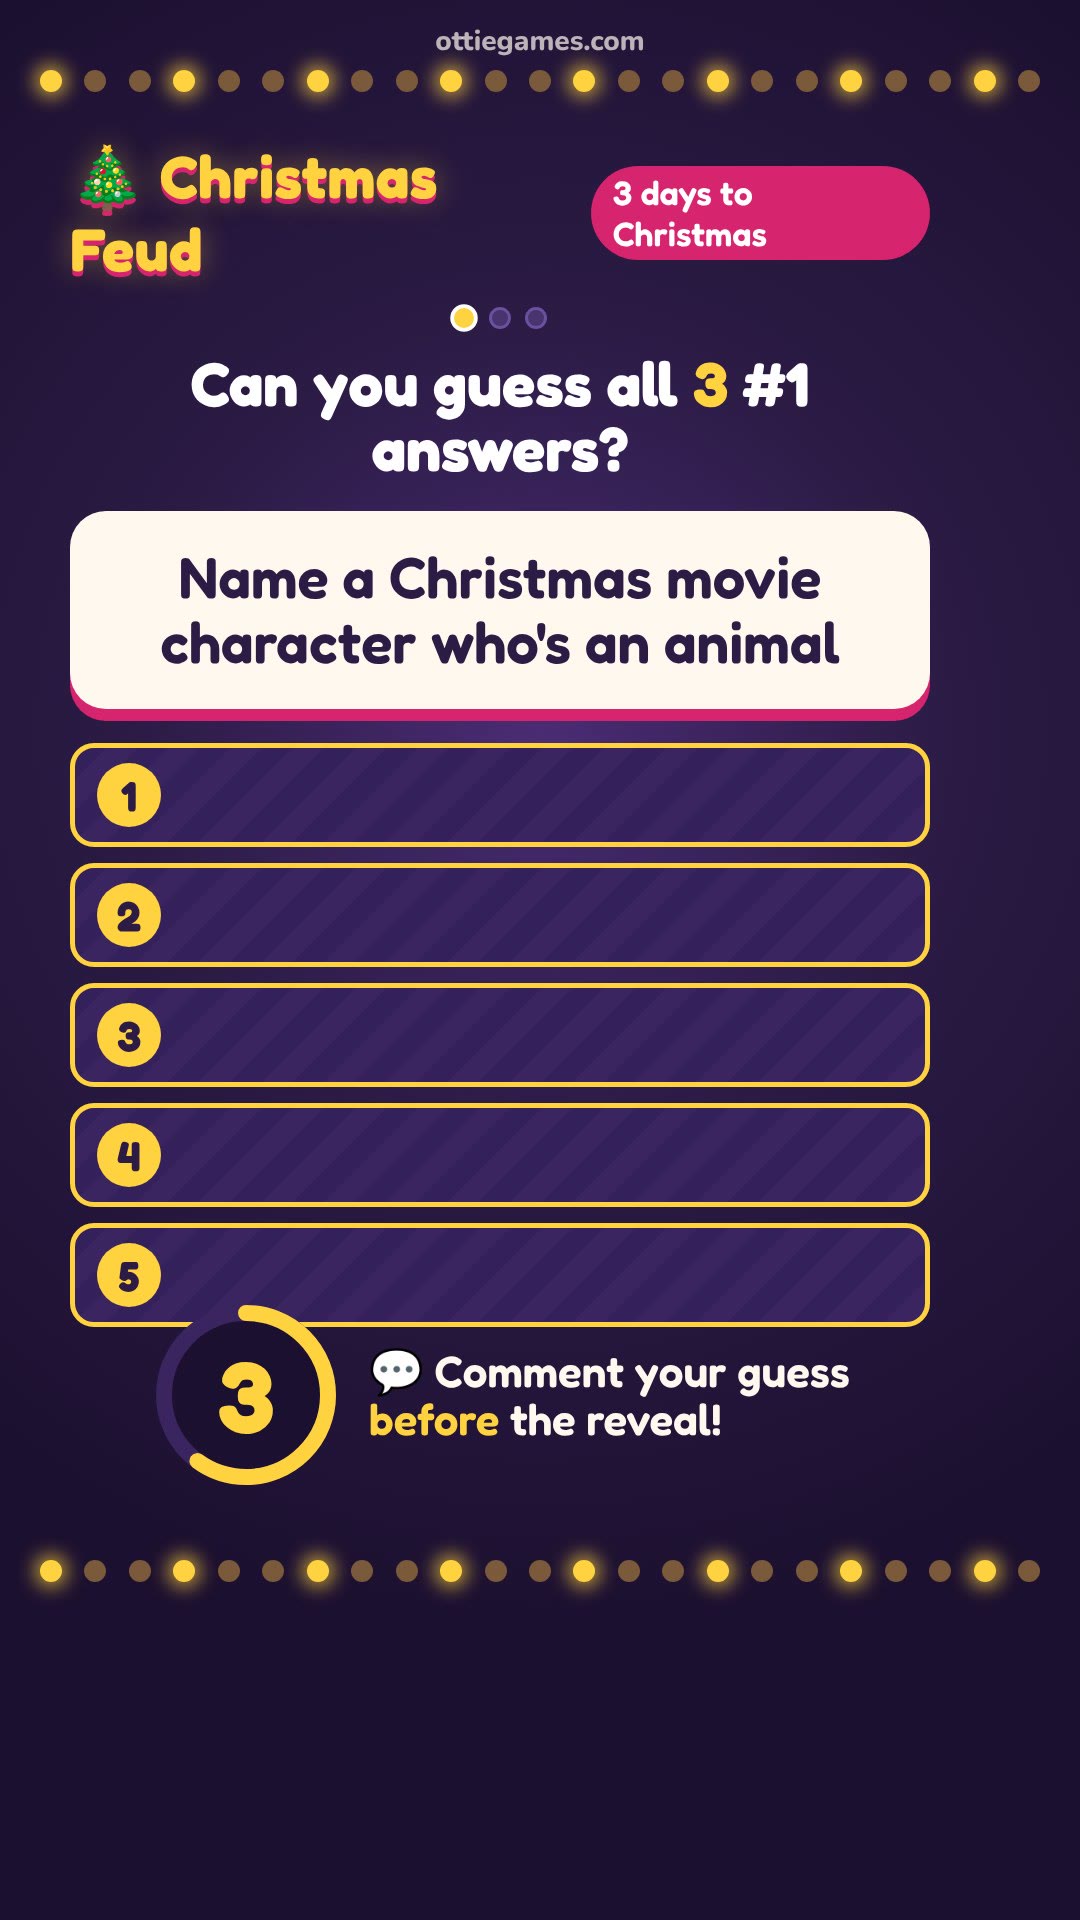 ottiegames.com
🎄 Christmas
Feud
3 days to
Christmas
Can you guess all 3 #1
answers?
Name a Christmas movie
character who's an animal
1
2
3
4
5
3
💬 Comment your guess
before the reveal!